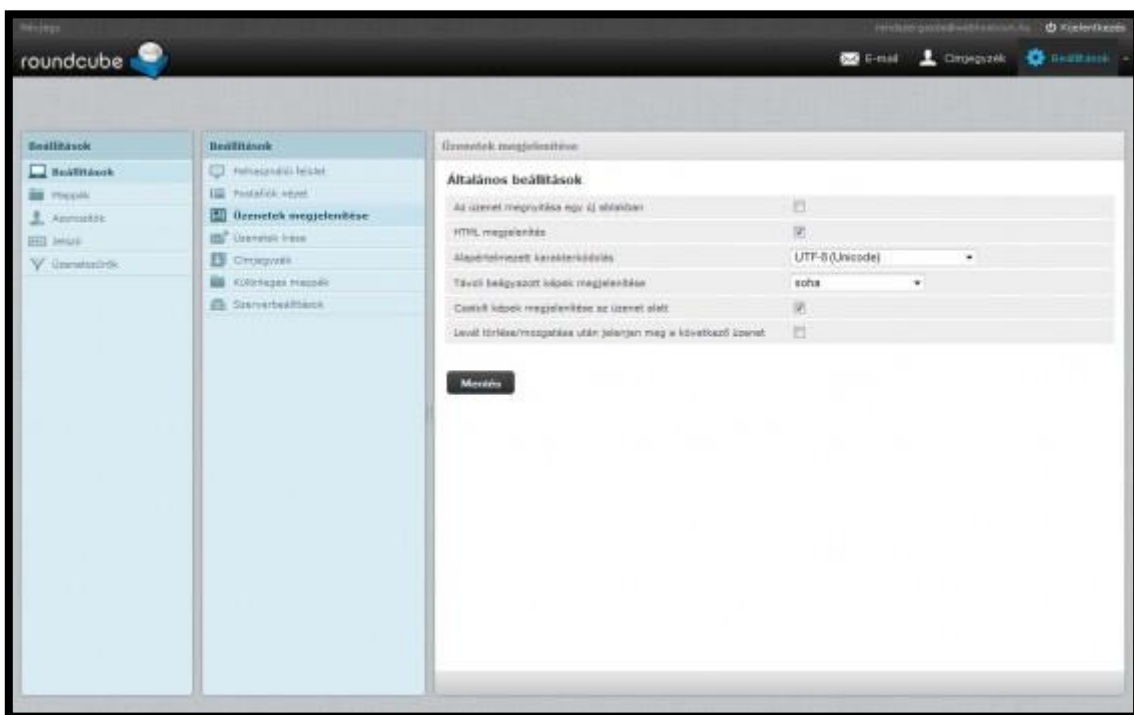 Névjegy
Kijelentkezés
roundcube
E-mail
Címjegyzék
Beállítások
Beállítások
Beállítások
Mappák
Azonosítók
Jelszó
Üzenetszűrők
Beállítások
Felhasználói felület
Postafiók nézet
Üzenetek megjelenítése
Üzenetek írása
Címjegyzék
Különleges mappák
Szerverbeállítások
Üzenetek megjelenítése
Általános beállítások
Az üzenet megnyitása egy új ablakban
HTML megjelenítés
Alapértelmezett karakterkódolás
UTF-8 (Unicode)
Távoli beágyazott képek megjelenítése
soha
Csatolt képek megjelenítése az üzenet alatt
Levél törlése/mozgatása után jelenjen meg a következő üzenet
Mentés